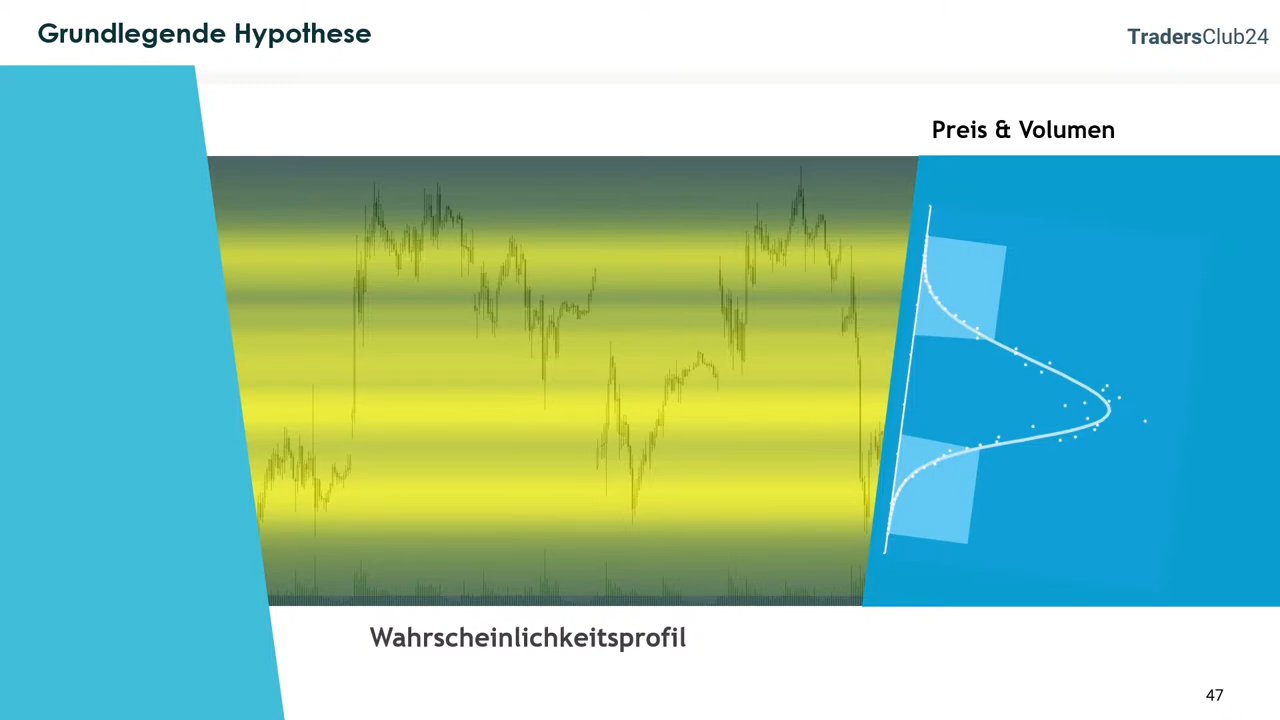 Grundlegende Hypothese
TradersClub24
Preis & Volumen
Wahrscheinlichkeitsprofil
47